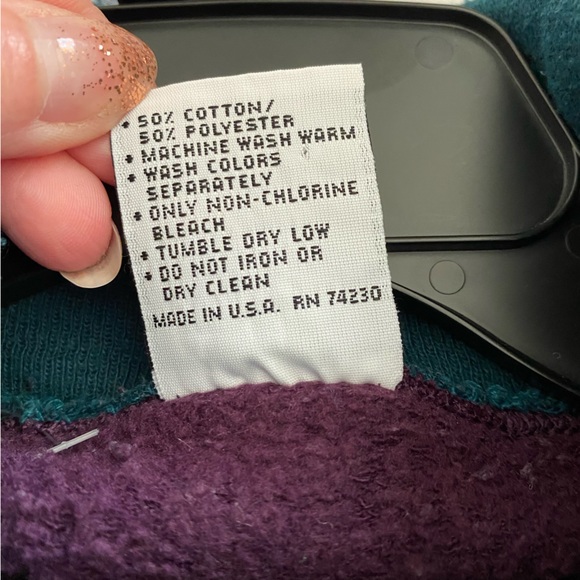 • 50% COTTON/
50% POLYESTER
• MACHINE WASH WARM
• WASH COLORS
SEPARATELY
• ONLY NON-CHLORINE
BLEACH
• TUMBLE DRY LOW
• DO NOT IRON OR
DRY CLEAN
MADE IN U.S.A. RN 74230